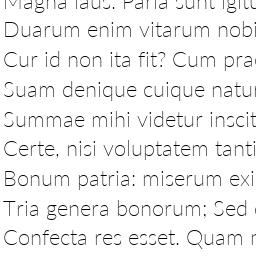 Magna laus. Paria sunt igitu
Duarum enim vitarum nobi
Cur id non ita fit? Cum
Suam denique cuique natur
Summae mihi videtur inscit
Certe, nisi voluptatem tanti
Bonum patria: miserum exi
Tria genera bonorum; Sed
Confecta res esset. Quam